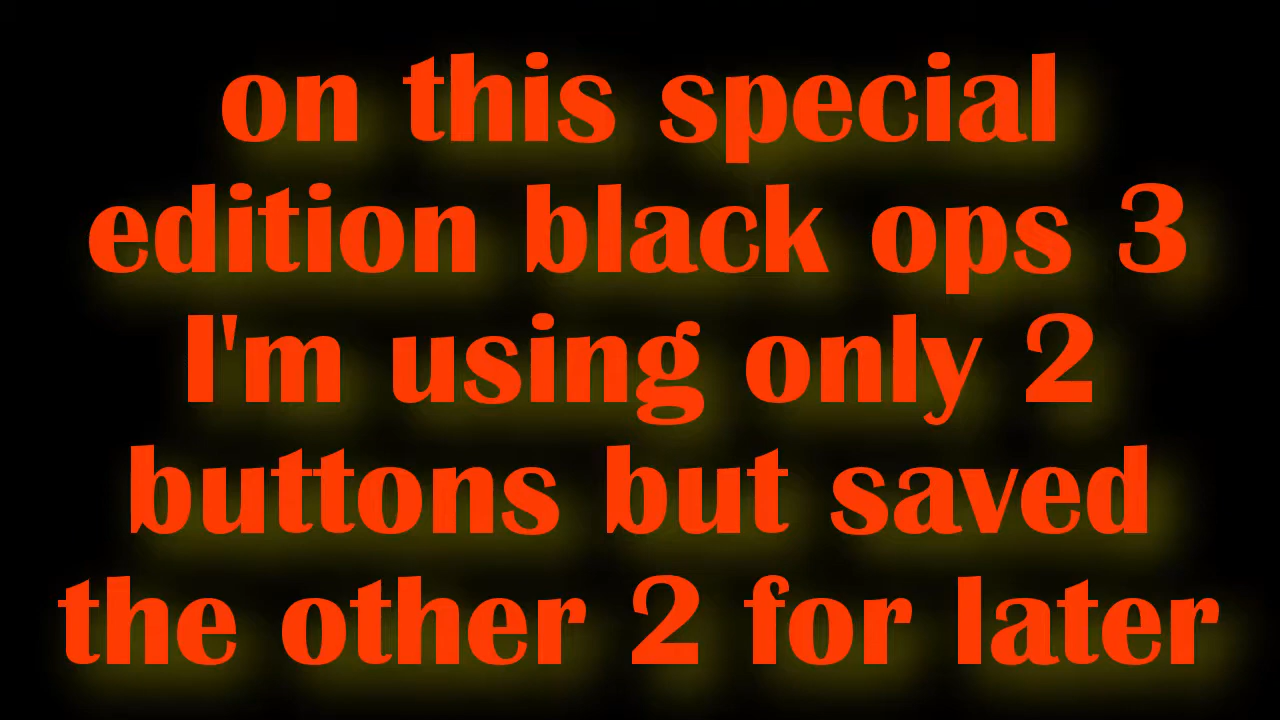 on this special
edition black ops 3
I'm using only 2
buttons but saved
the other 2 for later